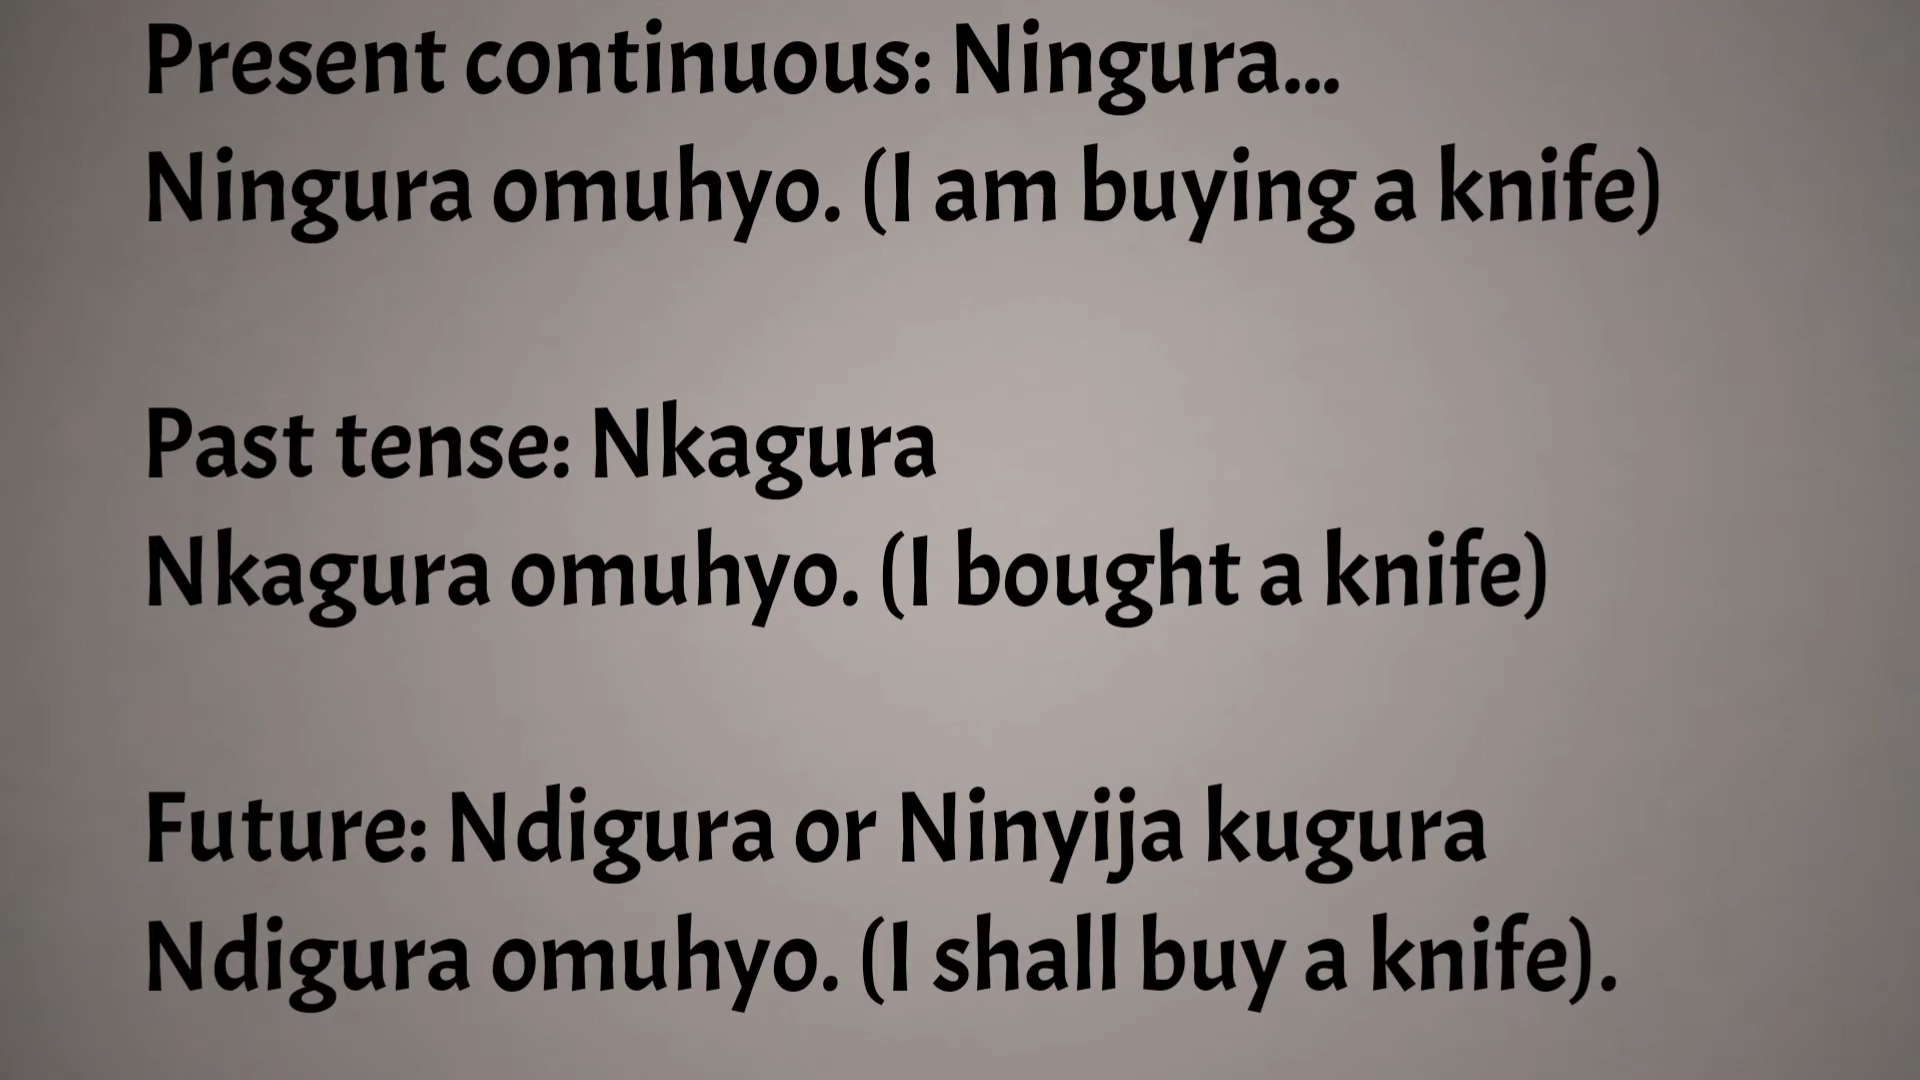 Present continuous: Ningura...
Ningura omuhyo. (I am buying a knife)
Past tense: Nkagura
Nkagura omuhyo. (I bought a knife)
Future: Ndigura or Ninyija kugura
Ndigura omuhyo. (I shall buy a knife).